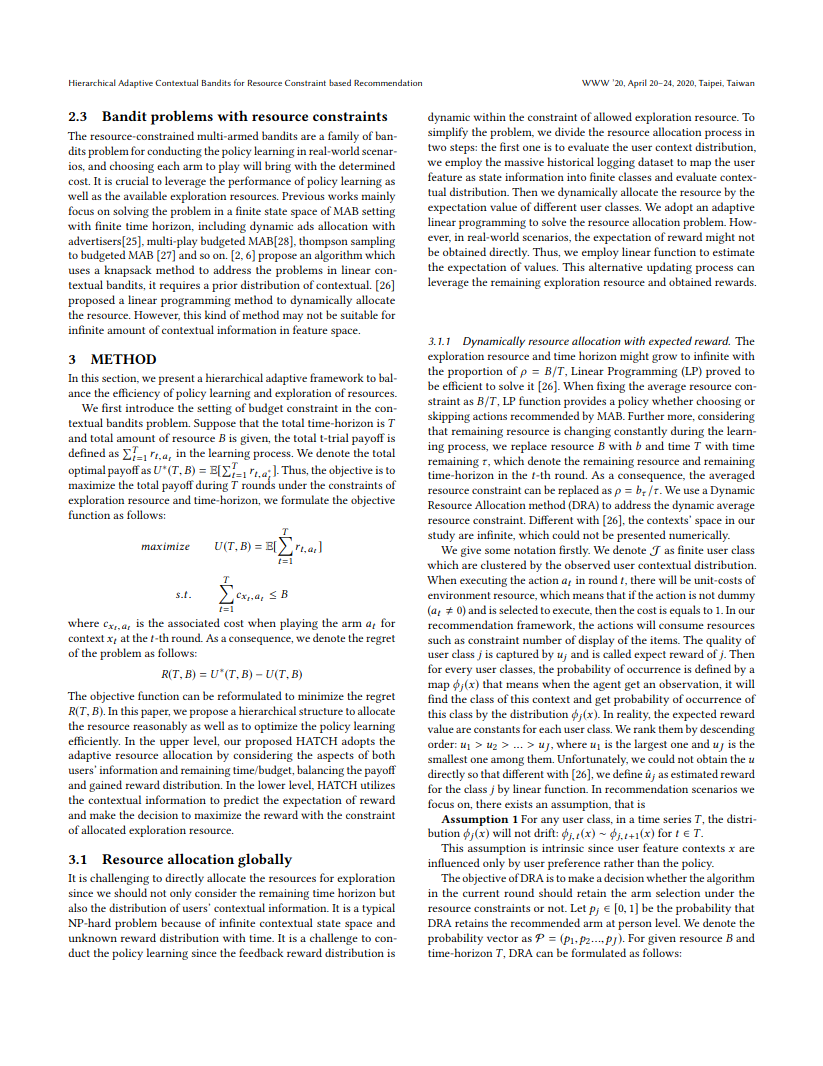 Hierarchical Adaptive Contextual Bandits for Resource Constraint based Recommendation
WWW '20, April 20–24, 2020, Taipei, Taiwan
2.3 Bandit problems with resource constraints
The resource-constrained multi-armed bandits are a family of ban-
dits problem for conducting the policy learning in real-world scenar-
ios, and choosing each arm to play will bring with the determined
cost. It is crucial to leverage the performance of policy learning as
well as the available exploration resources. Previous works mainly
focus on solving the problem in a finite state space of MAB setting
with finite time horizon, including dynamic ads allocation with
advertisers[25], multi-play budgeted MAB[28], thompson sampling
to budgeted MAB [27] and so on. [2, 6] propose an algorithm which
uses a knapsack method to address the problems in linear con-
textual bandits, it requires a prior distribution of contextual. [26]
proposed a linear programming method to dynamically allocate
the resource. However, this kind of method may not be suitable for
infinite amount of contextual information in feature space.
3 METHOD
In this section, we present a hierarchical adaptive framework to bal-
ance the efficiency of policy learning and exploration of resources.
We first introduce the setting of budget constraint in the con-
textual bandits problem. Suppose that the total time-horizon is T
and total amount of resource B is given, the total t-trial payoff is
defined as ∑_{t=1}^{T} r_{t,a_t} in the learning process. We denote the total
optimal payoff as U*(T, B) = 𝔼[∑_{t=1}^{T} r_{t,a_t^*}]. Thus, the objective is to
maximize the total payoff during T rounds under the constraints of
exploration resource and time-horizon, we formulate the objective
function as follows:
maximize U(T, B) = 𝔼[∑_{t=1}^{T} r_{t,a_t}]
s.t. ∑_{t=1}^{T} c_{x_t,a_t} ≤ B
where c_{x_t,a_t} is the associated cost when playing the arm a_t for
context x_t at the t-th round. As a consequence, we denote the regret
of the problem as follows:
R(T, B) = U*(T, B) − U(T, B)
The objective function can be reformulated to minimize the regret
R(T, B). In this paper, we propose a hierarchical structure to allocate
the resource reasonably as well as to optimize the policy learning
efficiently. In the upper level, our proposed HATCH adopts the
adaptive resource allocation by considering the aspects of both
users' information and remaining time/budget, balancing the payoff
and gained reward distribution. In the lower level, HATCH utilizes
the contextual information to predict the expectation of reward
and make the decision to maximize the reward with the constraint
of allocated exploration resource.
3.1 Resource allocation globally
It is challenging to directly allocate the resources for exploration
since we should not only consider the remaining time horizon but
also the distribution of users' contextual information. It is a typical
NP-hard problem because of infinite contextual state space and
unknown reward distribution with time. It is a challenge to con-
duct the policy learning since the feedback reward distribution is
dynamic within the constraint of allowed exploration resource. To
simplify the problem, we divide the resource allocation process in
two steps: the first one is to evaluate the user context distribution,
we employ the massive historical logging dataset to map the user
feature as state information into finite classes and evaluate contex-
tual distribution. Then we dynamically allocate the resource by the
expectation value of different user classes. We adopt an adaptive
linear programming to solve the resource allocation problem. How-
ever, in real-world scenarios, the expectation of reward might not
be obtained directly. Thus, we employ linear function to estimate
the expectation of values. This alternative updating process can
leverage the remaining exploration resource and obtained rewards.
3.1.1 Dynamically resource allocation with expected reward. The
exploration resource and time horizon might grow to infinite with
the proportion of ρ = B/T, Linear Programming (LP) proved to
be efficient to solve it [26]. When fixing the average resource con-
straint as B/T, LP function provides a policy whether choosing or
skipping actions recommended by MAB. Further more, considering
that remaining resource is changing constantly during the learn-
ing process, we replace resource B with b and time T with time
remaining τ, which denote the remaining resource and remaining
time-horizon in the t-th round. As a consequence, the averaged
resource constraint can be replaced as ρ = b_τ/τ. We use a Dynamic
Resource Allocation method (DRA) to address the dynamic average
resource constraint. Different with [26], the contexts' space in our
study are infinite, which could not be presented numerically.
We give some notation firstly. We denote 𝒥 as finite user class
which are clustered by the observed user contextual distribution.
When executing the action a_t in round t, there will be unit-costs of
environment resource, which means that if the action is not dummy
(a_t ≠ 0) and is selected to execute, then the cost is equals to 1. In our
recommendation framework, the actions will consume resources
such as constraint number of display of the items. The quality of
user class j is captured by u_j and is called expect reward of j. Then
for every user classes, the probability of occurrence is defined by a
map ϕ_j(x) that means when the agent get an observation, it will
find the class of this context and get probability of occurrence of
this class by the distribution ϕ_j(x). In reality, the expected reward
value are constants for each user class. We rank them by descending
order: u_1 > u_2 > ... > u_J, where u_1 is the largest one and u_J is the
smallest one among them. Unfortunately, we could not obtain the u
directly so that different with [26], we define û_j as estimated reward
for the class j by linear function. In recommendation scenarios we
focus on, there exists an assumption, that is
Assumption 1 For any user class, in a time series T, the distri-
bution ϕ_j(x) will not drift: ϕ_{j,t}(x) ∼ ϕ_{j,t+1}(x) for t ∈ T.
This assumption is intrinsic since user feature contexts x are
influenced only by user preference rather than the policy.
The objective of DRA is to make a decision whether the algorithm
in the current round should retain the arm selection under the
resource constraints or not. Let p_j ∈ [0, 1] be the probability that
DRA retains the recommended arm at person level. We denote the
probability vector as 𝒫 = (p_1, p_2..., p_J). For given resource B and
time-horizon T, DRA can be formulated as follows: